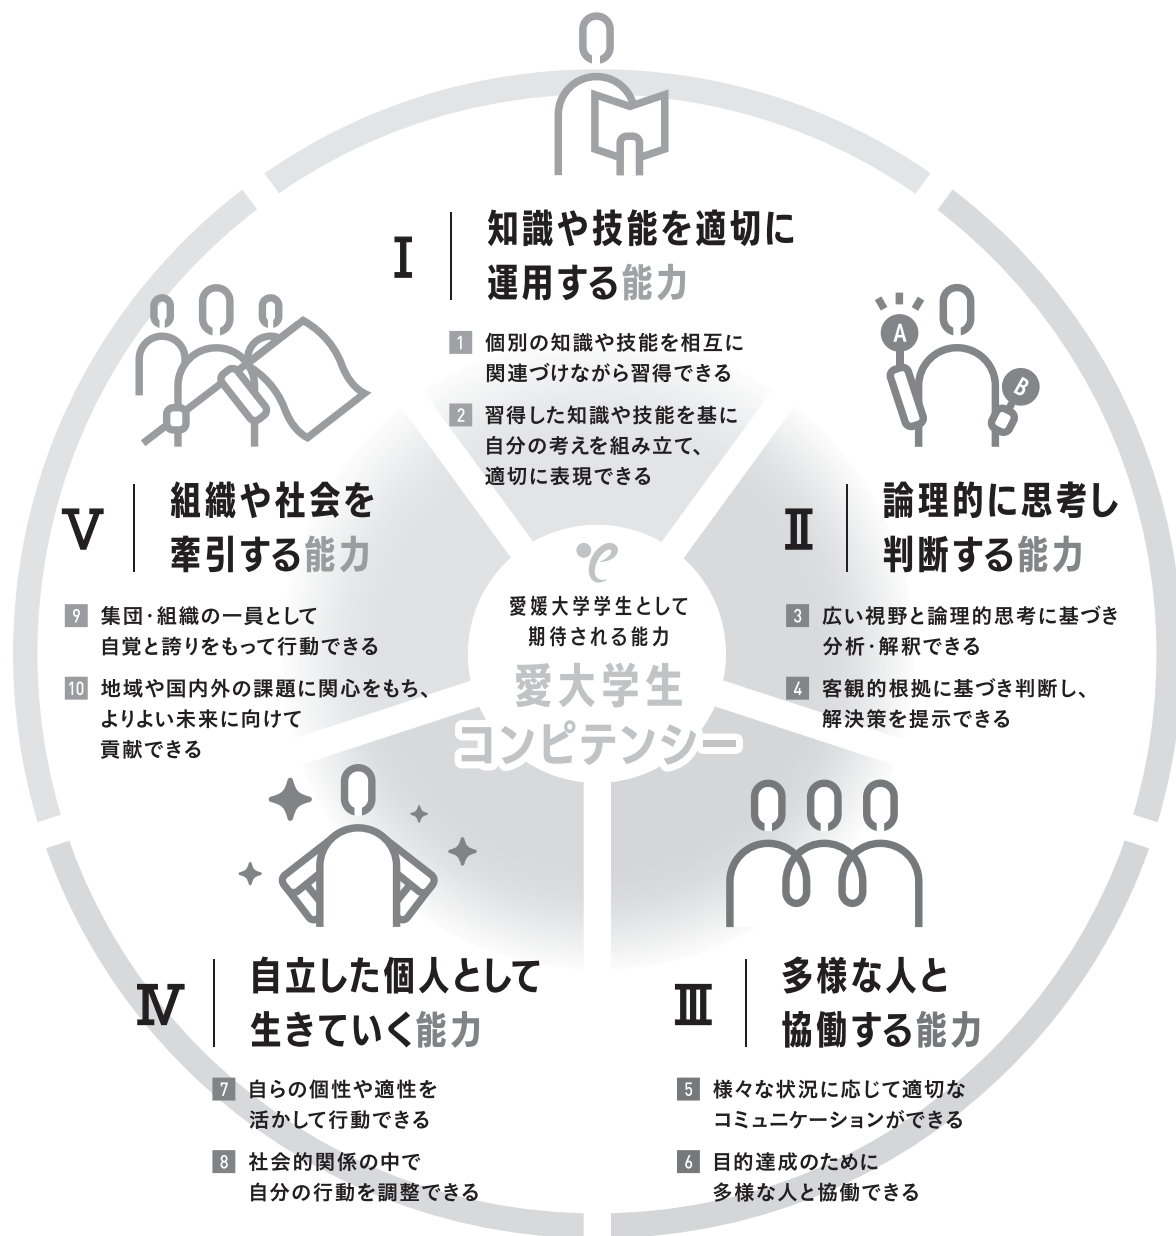 I
知識や技能を適切に
運用する能力
1 個別の知識や技能を相互に
関連づけながら習得できる
2 習得した知識や技能を基に
自分の考えを組み立て、
適切に表現できる
A
B
II
論理的に思考し
判断する能力
3 広い視野と論理的思考に基づき
分析・解釈できる
4 客観的根拠に基づき判断し、
解決策を提示できる
III
多様な人と
協働する能力
5 様々な状況に応じて適切な
コミュニケーションができる
6 目的達成のために
多様な人と協働できる
IV
自立した個人として
生きていく能力
7 自らの個性や適性を
活かして行動できる
8 社会的関係の中で
自分の行動を調整できる
V
組織や社会を
牽引する能力
9 集団・組織の一員として
自覚と誇りをもって行動できる
10 地域や国内外の課題に関心をもち、
よりよい未来に向けて
貢献できる
e
愛媛大学学生として
期待される能力
愛大学生
コンピテンシー